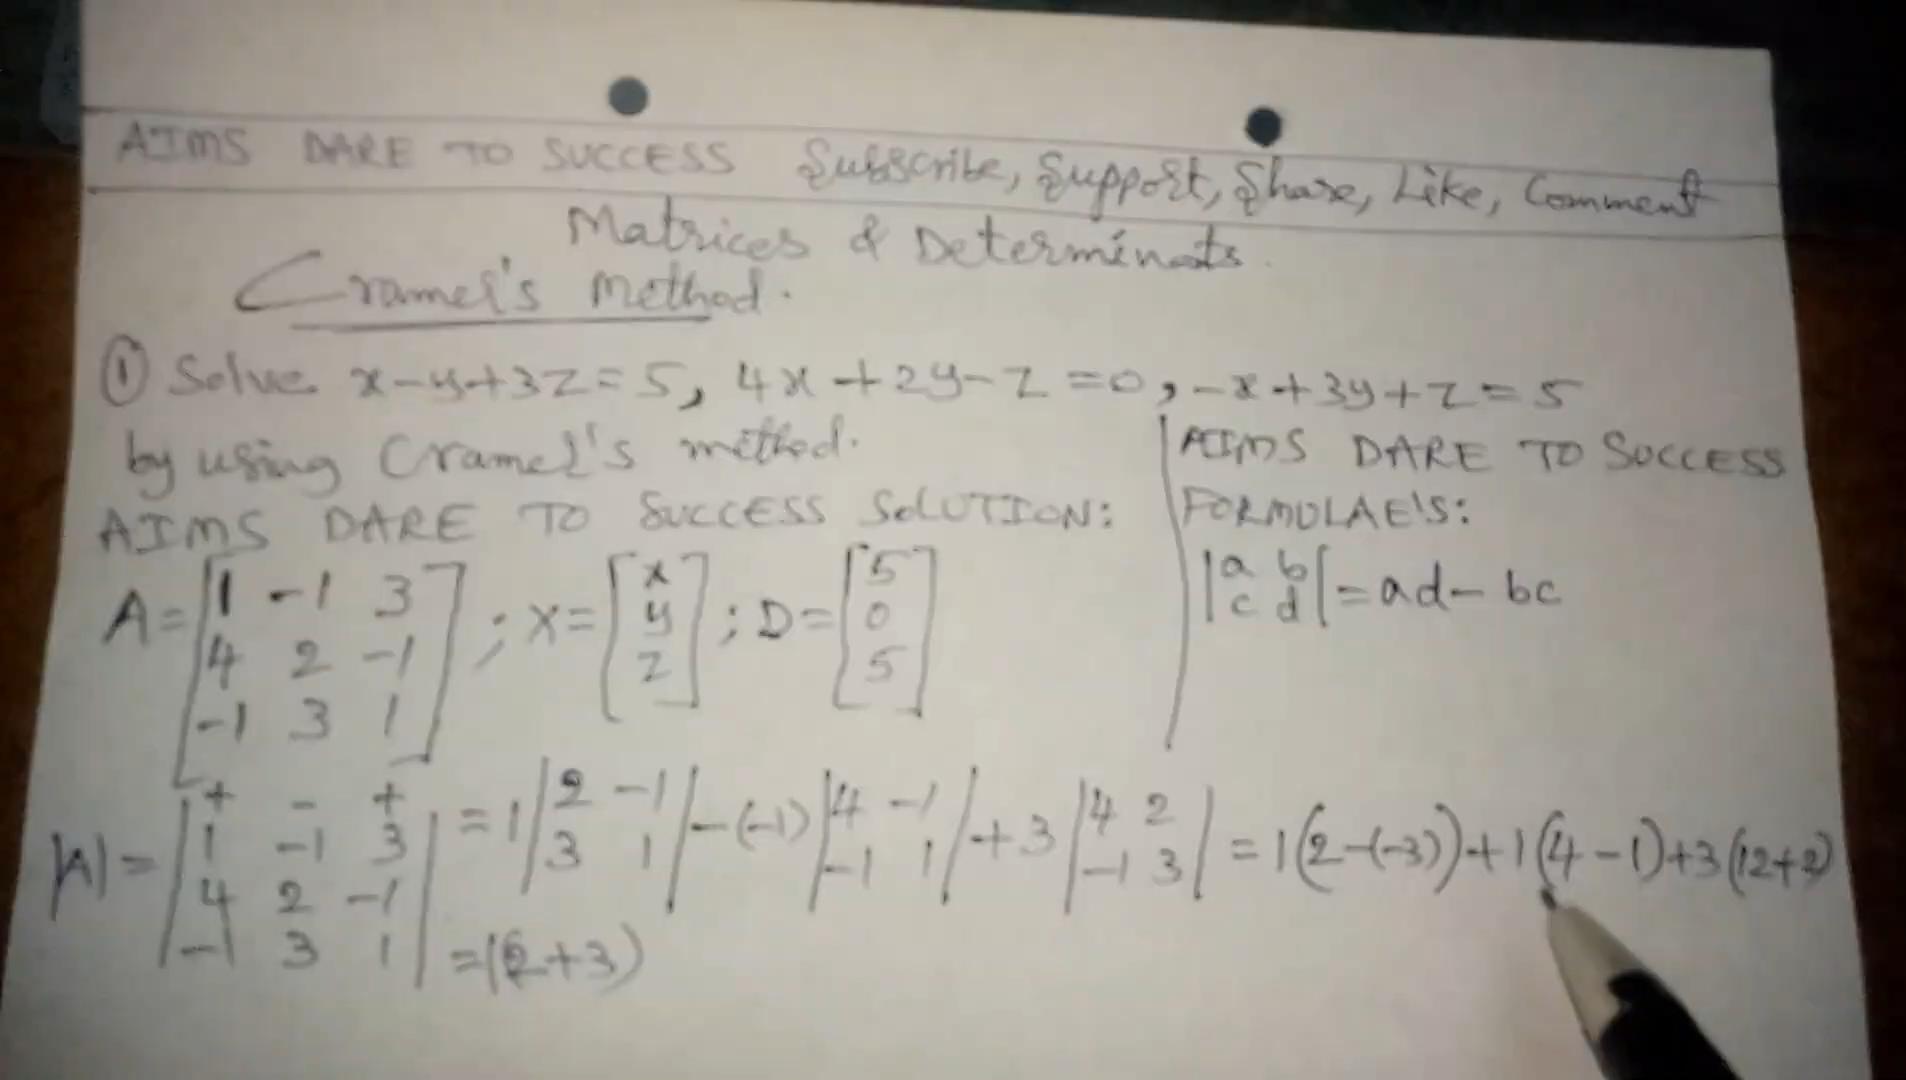 AIMS DARE TO SUCCESS Subscribe, Support, Share, Like, Comment
Matrices & Determinats.
Cramer's Method.
① Solve x-y+3z=5, 4x+2y-z=0, -x+3y+z=5
by using Cramer's method.
AIMS DARE TO SUCCESS SOLUTION:
A=[1 -1 3; X=[x; D=[5
4 2 -1 y 0
-1 3 1] z] 5]
AIMS DARE TO SUCCESS
FORMULAE'S:
|a b
c d|=ad-bc
+ - +
|A|=|1 -1 3 =1|2 -1 -(-1)|4 -1 +3|4 2 =1(2-(-3))+1(4-1)+3(12+2)
4 2 -1 3 1| -1 1| -1 3|
-1 3 1| =1(2+3)